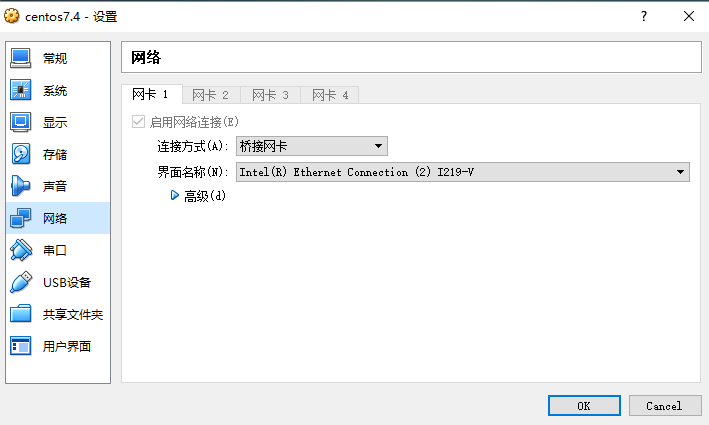 centos7.4 - 设置
常规
系统
显示
存储
声音
网络
串口
USB设备
共享文件夹
用户界面
网络
网卡 1 网卡 2 网卡 3 网卡 4
启用网络连接(E)
连接方式(A): 桥接网卡
界面名称(N): Intel(R) Ethernet Connection (2) I219-V
高级(d)
OK Cancel